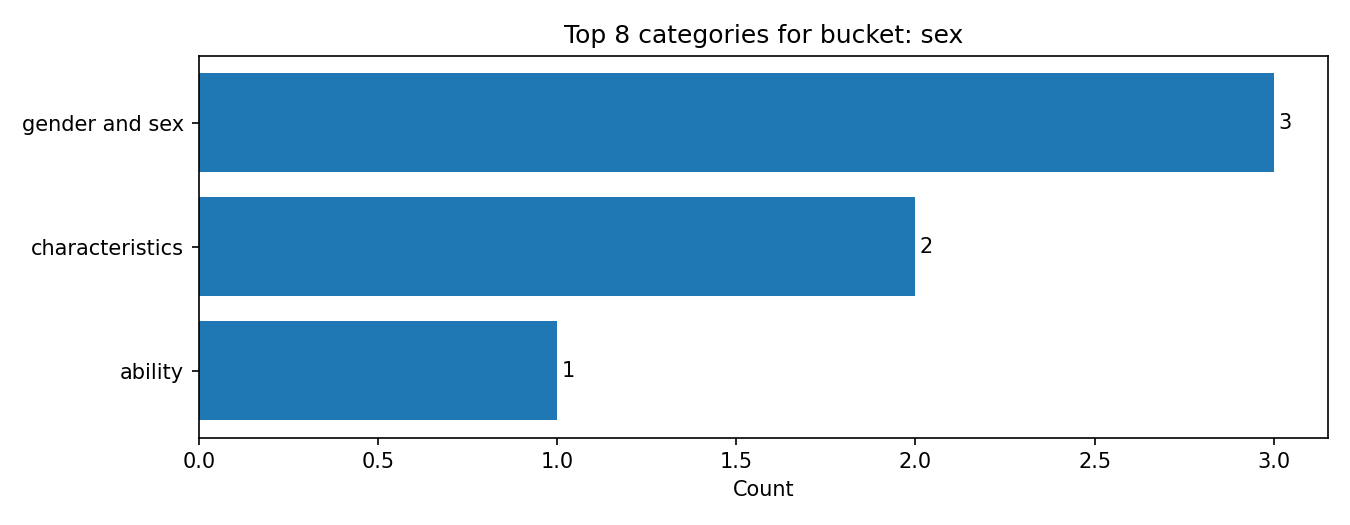 Top 8 categories for bucket: sex
gender and sex
3
characteristics
2
ability
1
0.0 0.5 1.0 1.5 2.0 2.5 3.0
Count